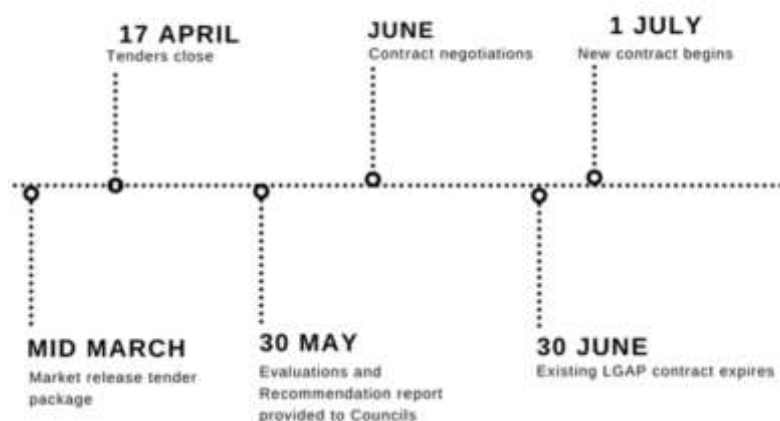 17 APRIL
Tenders close
JUNE
Contract negotiations
1 JULY
New contract begins
MID MARCH
Market release tender
package
30 MAY
Evaluations and
Recommendation report
provided to Councils
30 JUNE
Existing LGAP contract expires